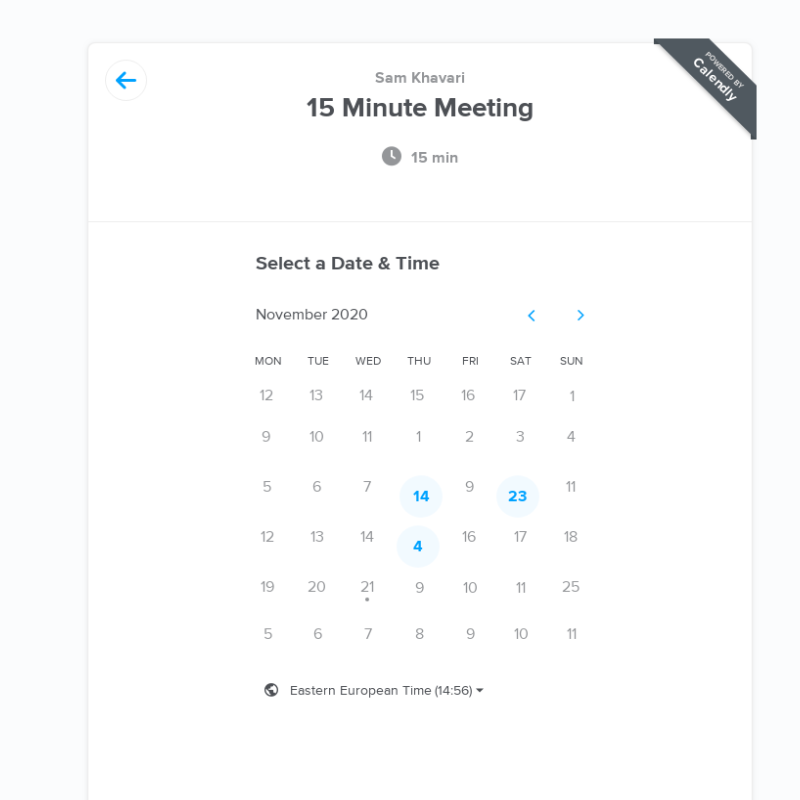 POWERED BY
Calendly
Sam Khavari
15 Minute Meeting
15 min
Select a Date & Time
November 2020
MON TUE WED THU FRI SAT SUN
12 13 14 15 16 17 1
9 10 11 1 2 3 4
5 6 7 14 9 23 11
12 13 14 4 16 17 18
19 20 21 9 10 11 25
5 6 7 8 9 10 11
Eastern European Time (14:56)